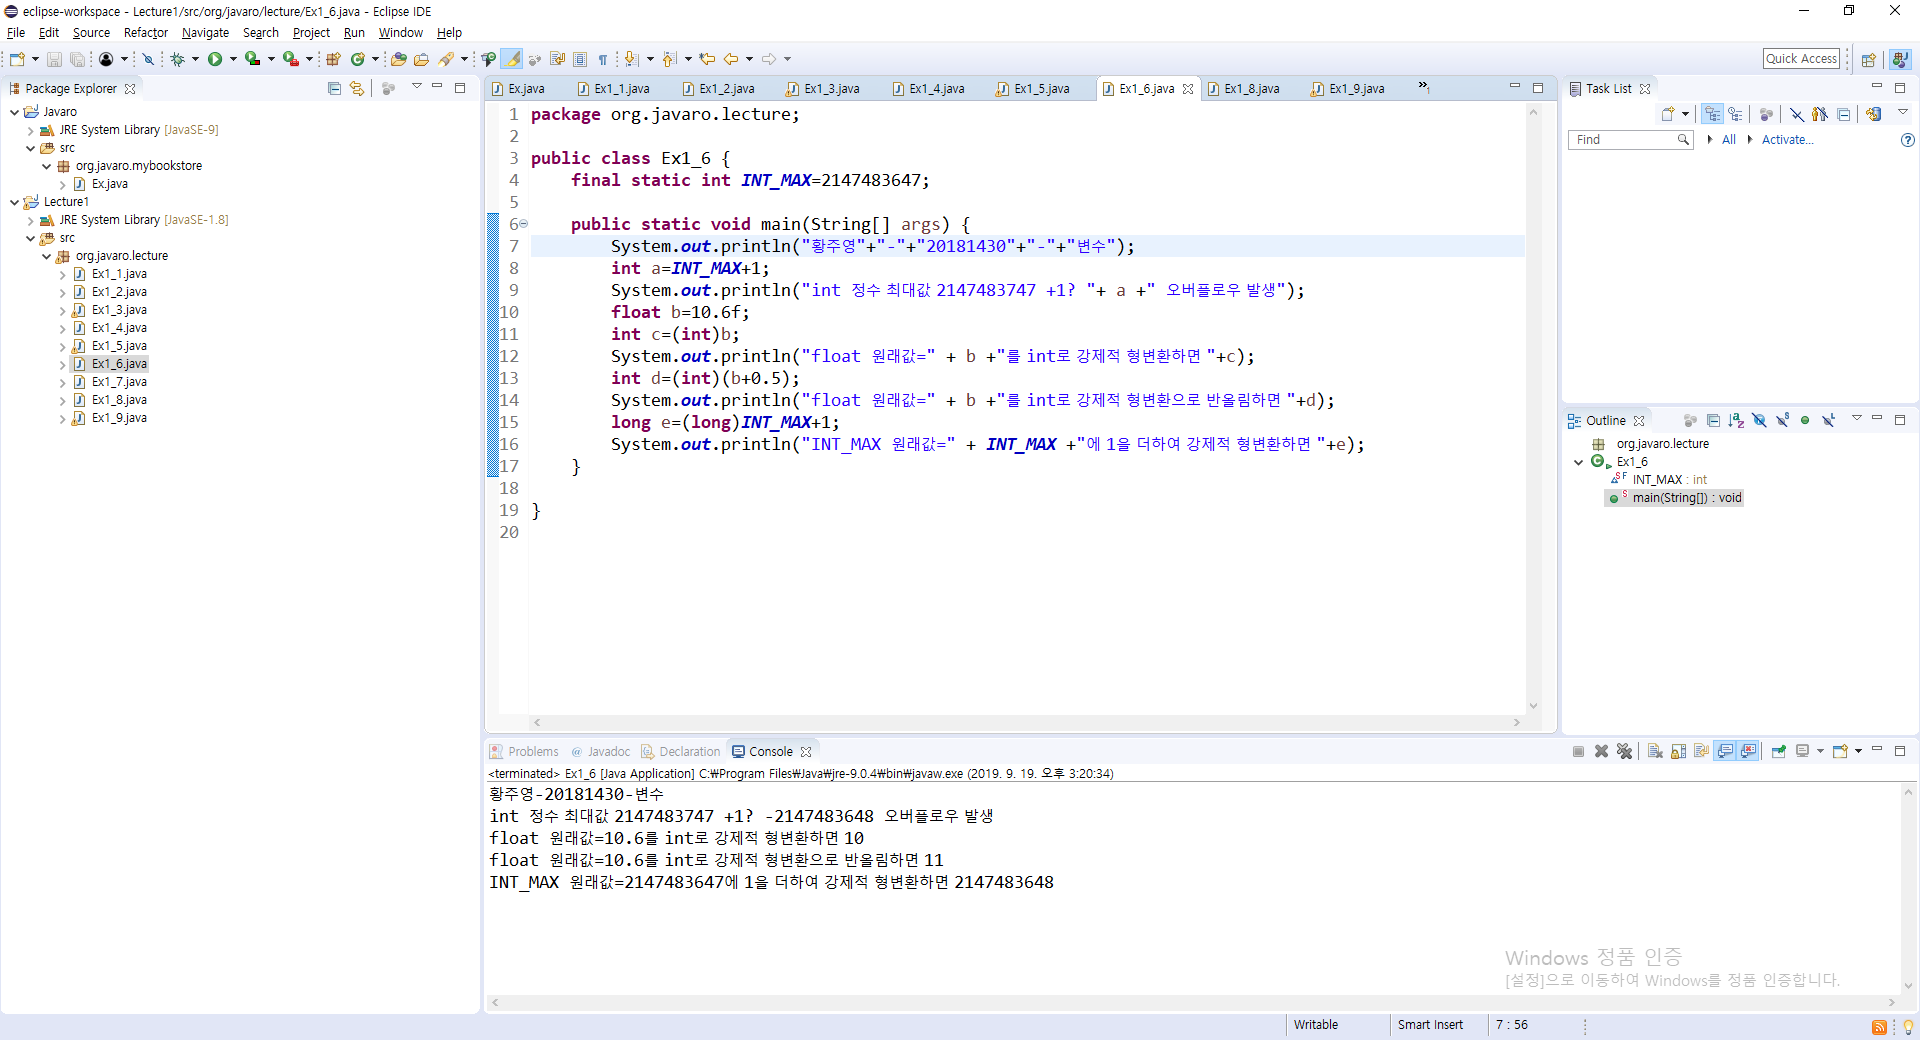 eclipse-workspace - Lecture1/src/org/javaro/lecture/Ex1_6.java - Eclipse IDE
File Edit Source Refactor Navigate Search Project Run Window Help
Quick Access
Package Explorer
Javaro
JRE System Library [JavaSE-9]
src
org.javaro.mybookstore
Ex.java
Lecture1
JRE System Library [JavaSE-1.8]
src
org.javaro.lecture
Ex1_1.java
Ex1_2.java
Ex1_3.java
Ex1_4.java
Ex1_5.java
Ex1_6.java
Ex1_7.java
Ex1_8.java
Ex1_9.java
Ex.java Ex1_1.java Ex1_2.java Ex1_3.java Ex1_4.java Ex1_5.java Ex1_6.java Ex1_8.java Ex1_9.java »1
1 package org.javaro.lecture;
2
3 public class Ex1_6 {
4 final static int INT_MAX=2147483647;
5
6 public static void main(String[] args) {
7 System.out.println("황주영"+"-"+"20181430"+"-"+"변수");
8 int a=INT_MAX+1;
9 System.out.println("int 정수 최대값 2147483747 +1? "+ a +" 오버플로우 발생");
10 float b=10.6f;
11 int c=(int)b;
12 System.out.println("float 원래값=" + b +"를 int로 강제적 형변환하면 "+c);
13 int d=(int)(b+0.5);
14 System.out.println("float 원래값=" + b +"를 int로 강제적 형변환으로 반올림하면 "+d);
15 long e=(long)INT_MAX+1;
16 System.out.println("INT_MAX 원래값=" + INT_MAX +"에 1을 더하여 강제적 형변환하면 "+e);
17 }
18
19 }
20
Task List
Find All Activate...
Outline
org.javaro.lecture
Ex1_6
INT_MAX : int
main(String[]) : void
Problems @ Javadoc Declaration Console
<terminated> Ex1_6 [Java Application] C:₩Program Files₩Java₩jre-9.0.4₩bin₩javaw.exe (2019. 9. 19. 오후 3:20:34)
황주영-20181430-변수
int 정수 최대값 2147483747 +1? -2147483648 오버플로우 발생
float 원래값=10.6를 int로 강제적 형변환하면 10
float 원래값=10.6를 int로 강제적 형변환으로 반올림하면 11
INT_MAX 원래값=2147483647에 1을 더하여 강제적 형변환하면 2147483648
Windows 정품 인증
[설정]으로 이동하여 Windows를 정품 인증합니다.
Writable Smart Insert 7 : 56